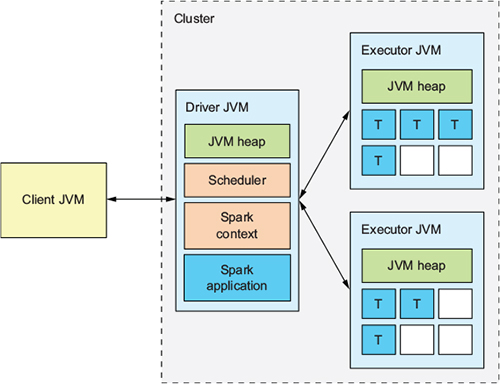 Cluster
Client JVM
Driver JVM
JVM heap
Scheduler
Spark
context
Spark
application
Executor JVM
JVM heap
T T T
T
Executor JVM
JVM heap
T T
T